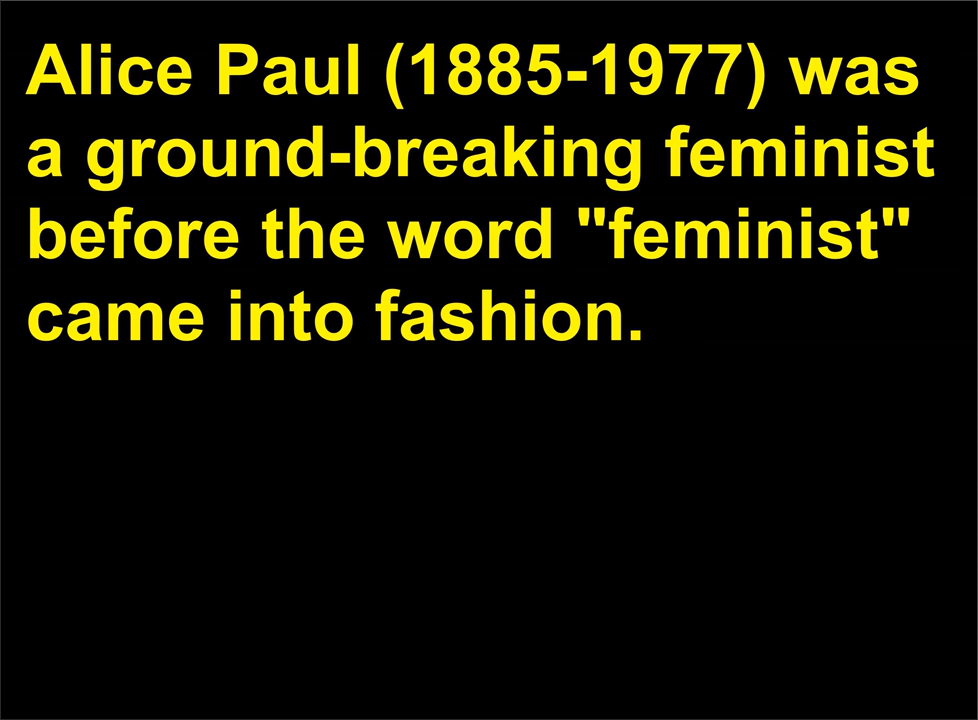 Alice Paul (1885-1977) was
a ground-breaking feminist
before the word "feminist"
came into fashion.